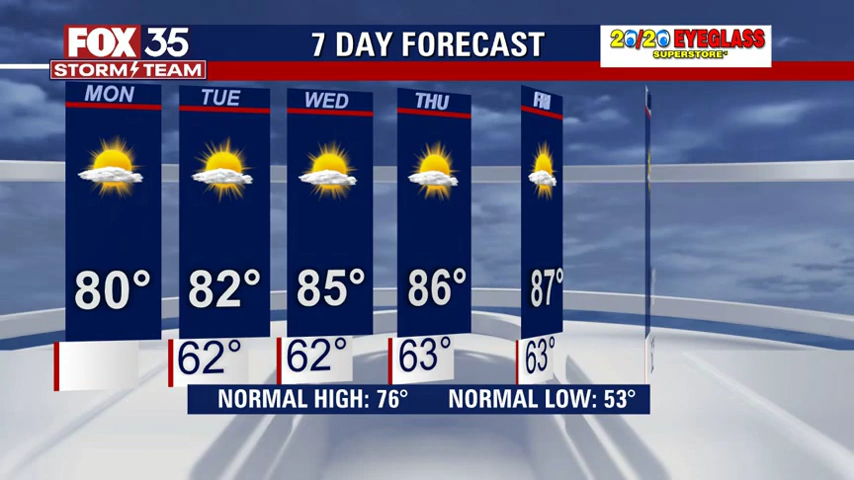 FOX 35
STORM TEAM
7 DAY FORECAST
20/20 EYEGLASS
SUPERSTORE
MON
TUE
WED
THU
FRI
80°
82°
85°
86°
87°
62°
62°
63°
63°
NORMAL HIGH: 76° NORMAL LOW: 53°